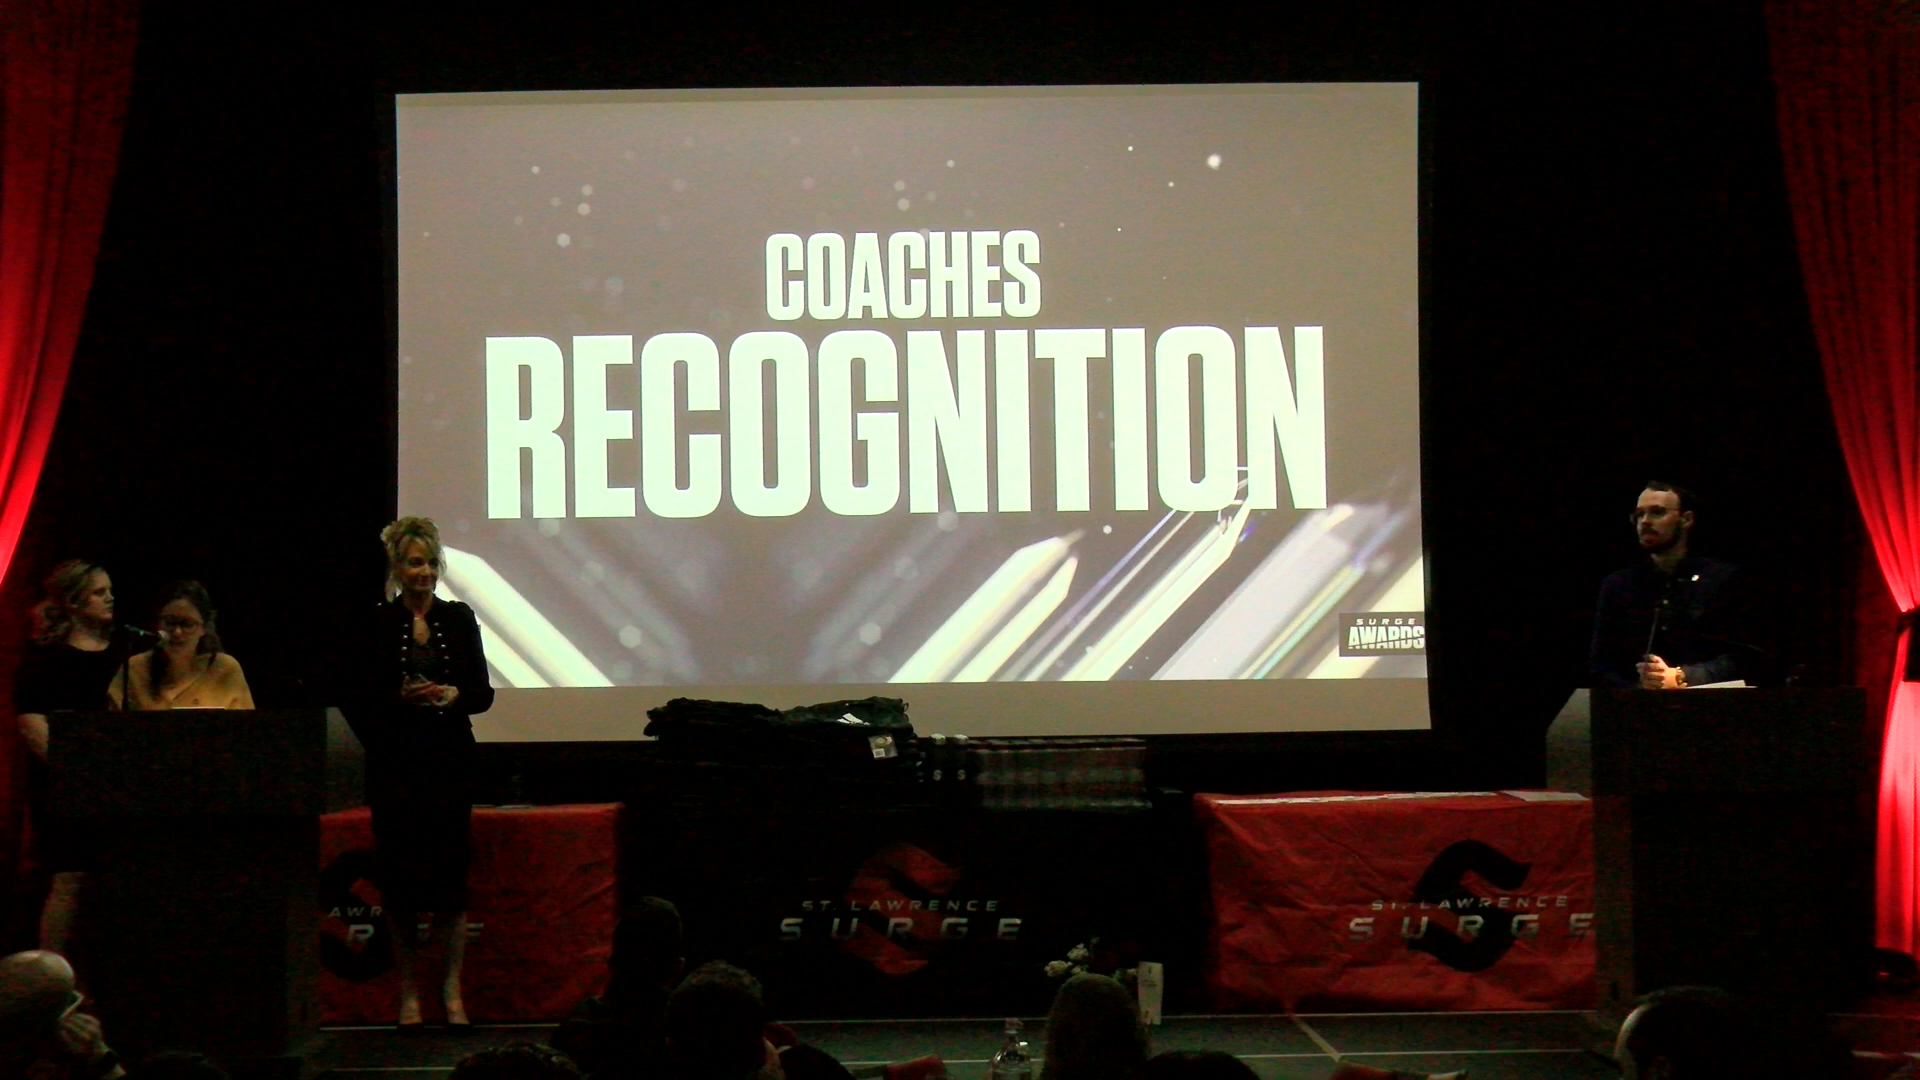 COACHES
RECOGNITION
SURGE
AWARDS
ST. LAWRENCE
SURGE
ST. LAWRENCE
SURGE